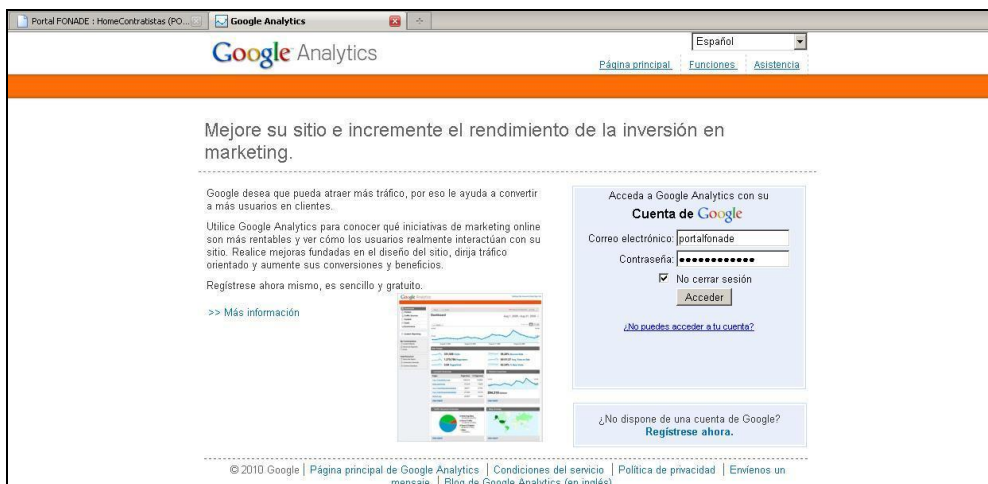 Portal FONADE : HomeContratistas (PO...
Google Analytics
Google Analytics
Español
Página principal Funciones Asistencia
Mejore su sitio e incremente el rendimiento de la inversión en
marketing.
Google desea que pueda atraer más tráfico, por eso le ayuda a convertir
a más usuarios en clientes.
Utilice Google Analytics para conocer qué iniciativas de marketing online
son más rentables y ver cómo los usuarios realmente interactúan con su
sitio. Realice mejoras fundadas en el diseño del sitio, dirija tráfico
orientado y aumente sus conversiones y beneficios.
Regístrese ahora mismo, es sencillo y gratuito.
>> Más información
Acceda a Google Analytics con su
Cuenta de Google
Correo electrónico: portalfonade
Contraseña: ●●●●●●●●●●●●
No cerrar sesión
Acceder
¿No puedes acceder a tu cuenta?
¿No dispone de una cuenta de Google?
Regístrese ahora.
© 2010 Google | Página principal de Google Analytics | Condiciones del servicio | Política de privacidad | Envíenos un
mensaje | Blog de Google Analytics (en inglés)